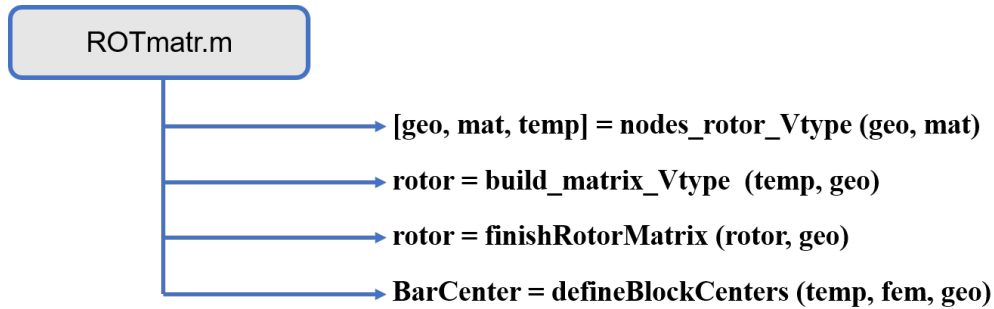 ROTmatr.m
[geo, mat, temp] = nodes_rotor_Vtype (geo, mat)
rotor = build_matrix_Vtype (temp, geo)
rotor = finishRotorMatrix (rotor, geo)
BarCenter = defineBlockCenters (temp, fem, geo)